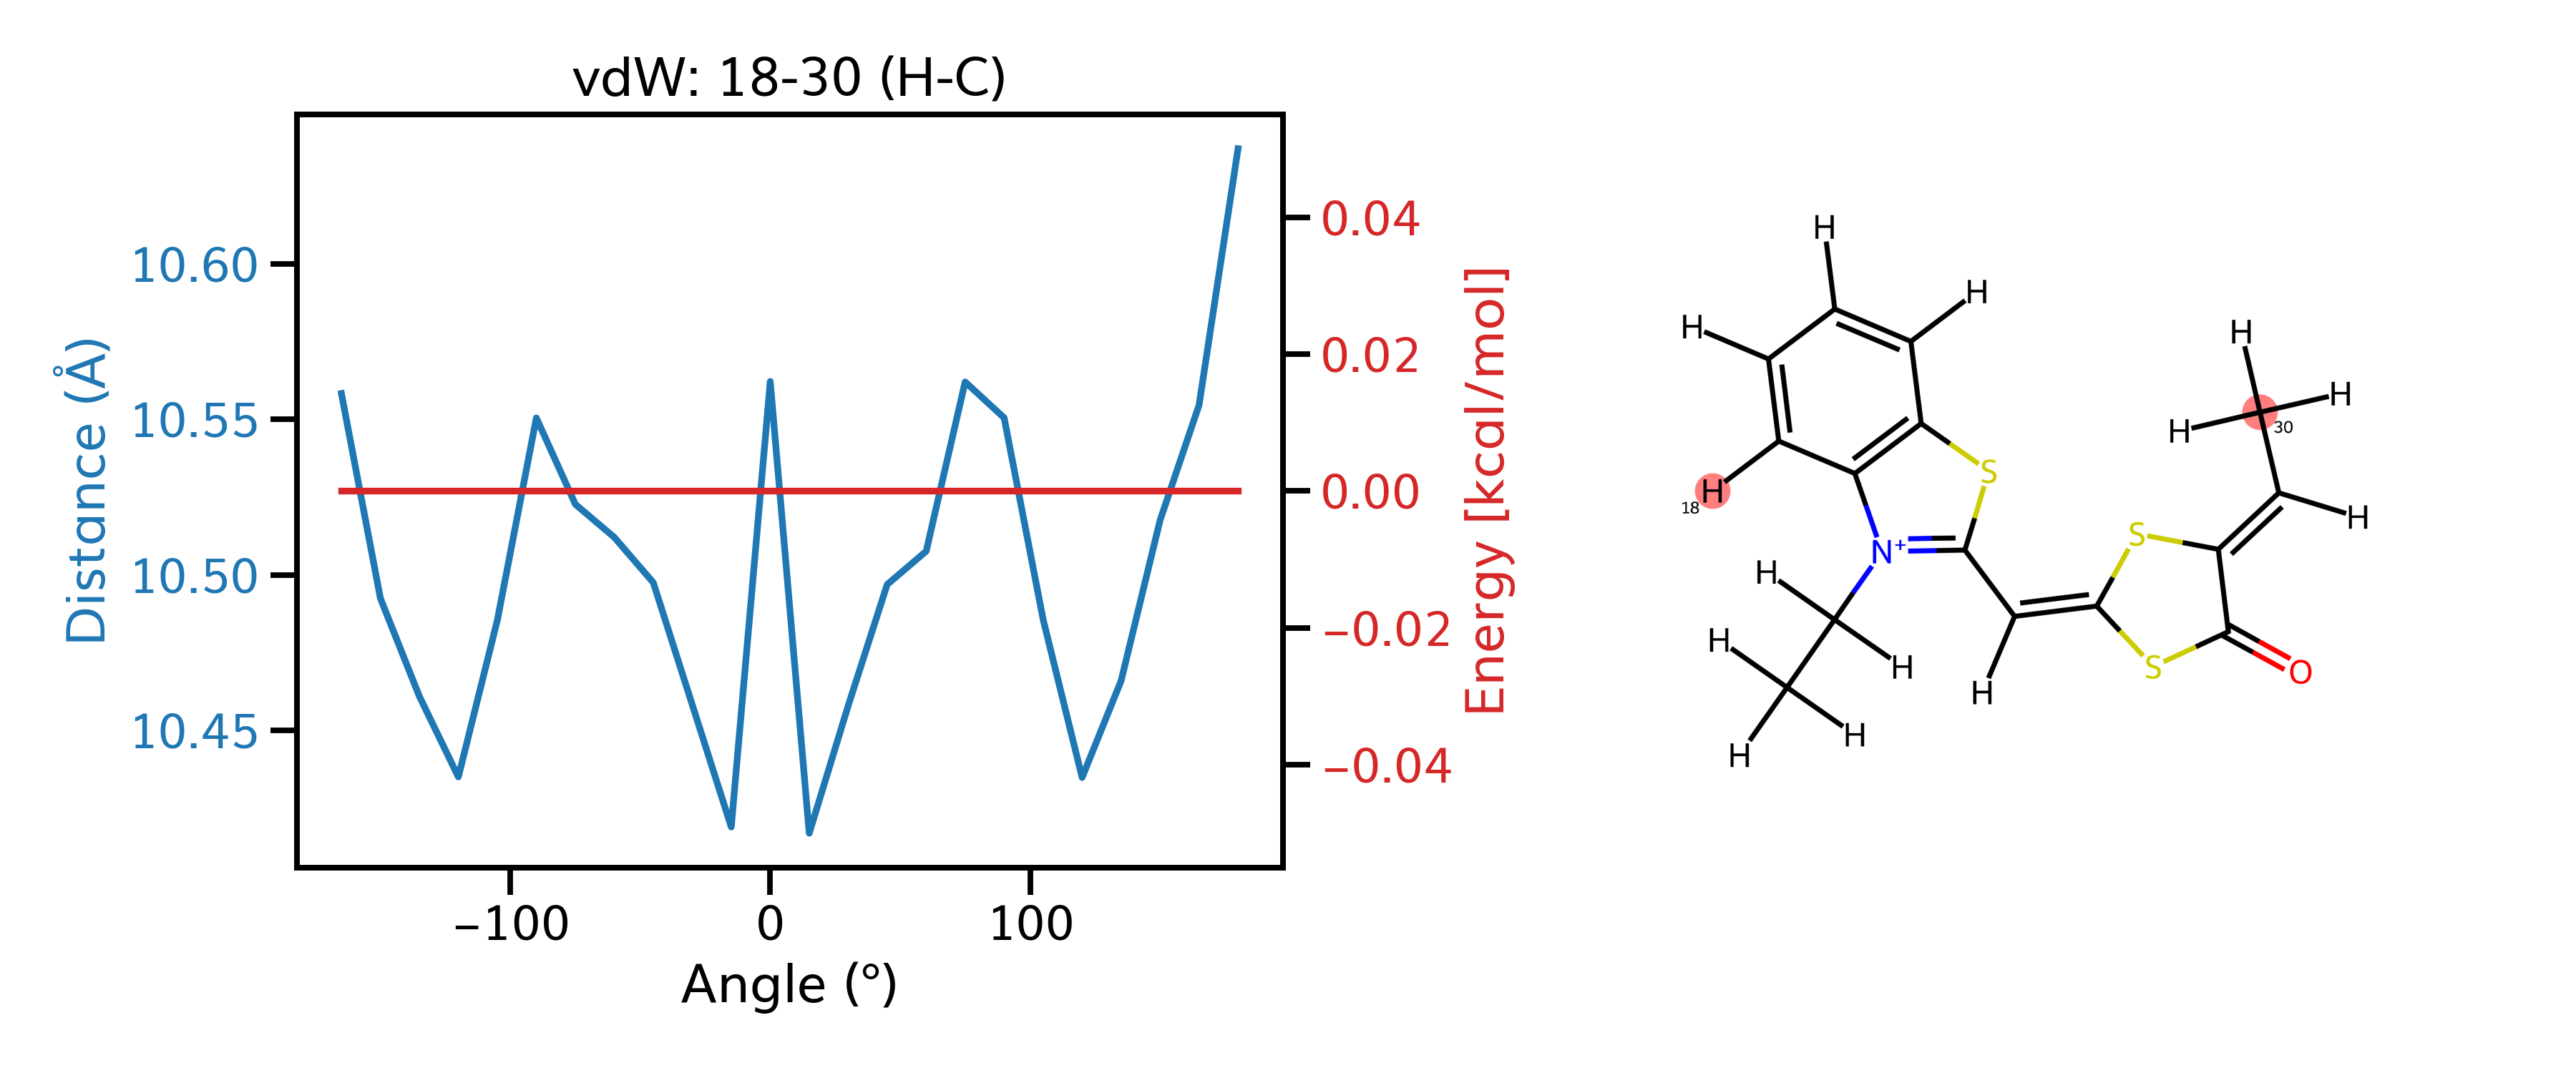 vdW: 18-30 (H-C)
Distance (Å)
10.60
10.55
10.50
10.45
−100
0
100
Angle (°)
0.04
0.02
0.00
−0.02
−0.04
Energy [kcal/mol]
H
H
H
H
18
S
N⁺
H
H
H
H
H
H
S
S
O
H
H
H
30
H